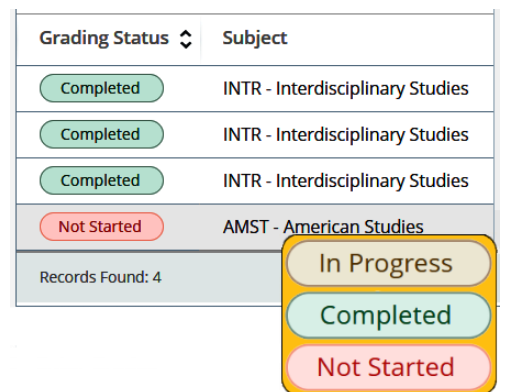 Grading Status Subject
Completed INTR - Interdisciplinary Studies
Completed INTR - Interdisciplinary Studies
Completed INTR - Interdisciplinary Studies
Not Started AMST - American Studies
Records Found: 4
In Progress
Completed
Not Started